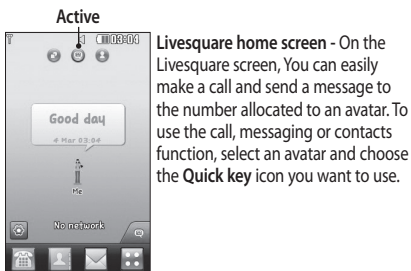 Active
03:04
Good day
4 Mar 03:04
Me
No network
Livesquare home screen - On the
Livesquare screen, You can easily
make a call and send a message to
the number allocated to an avatar. To
use the call, messaging or contacts
function, select an avatar and choose
the Quick key icon you want to use.